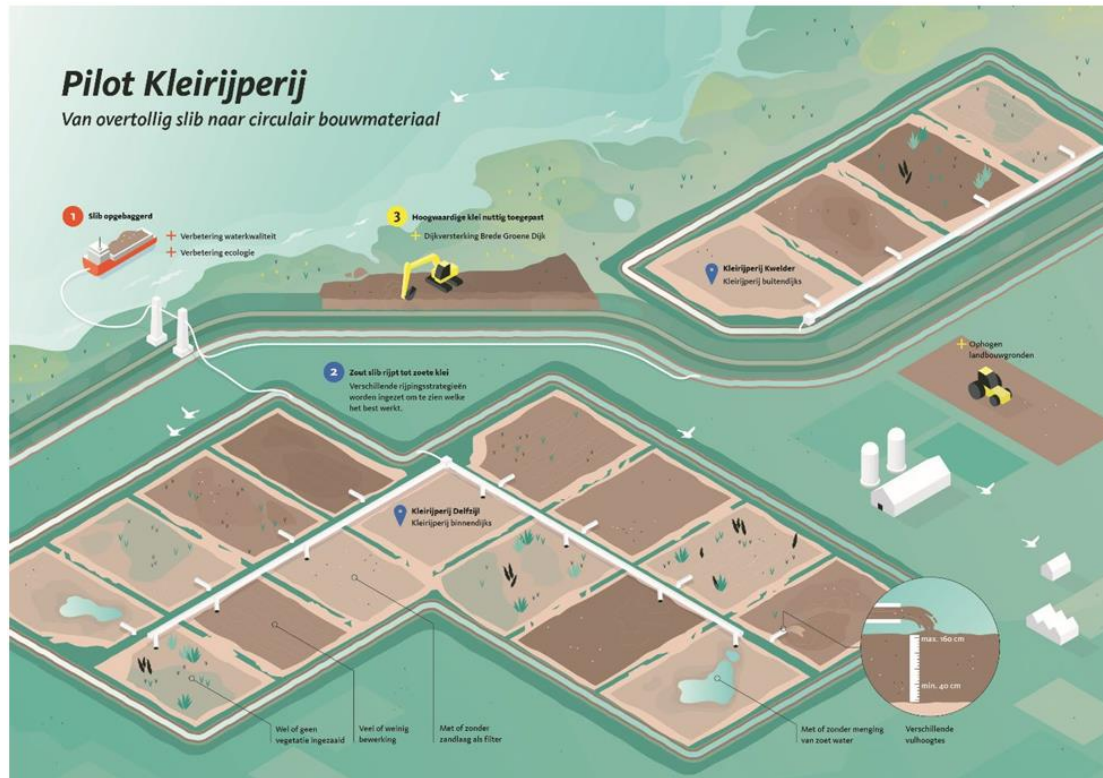 Pilot Kleirijperij
Van overtollig slib naar circulair bouwmateriaal
1 Slib opgebaggerd
+ Verbetering waterkwaliteit
+ Verbetering ecologie
3 Hoogwaardige klei nuttig toegepast
+ Dijkversterking Brede Groene Dijk
Kleirijperij Kwelder
Kleirijperij buitendijks
+ Ophogen
landbouwgronden
2 Zout slib rijpt tot zoete klei
Verschillende rijpingsstrategieën
worden ingezet om te zien welke
het best werkt.
Kleirijperij Delfzijl
Kleirijperij binnendijks
max. 160 cm
min. 40 cm
Wel of geen
vegetatie ingezaaid
Veel of weinig
bewerking
Met of zonder
zandlaag als filter
Met of zonder menging
van zoet water
Verschillende
vulhoogtes